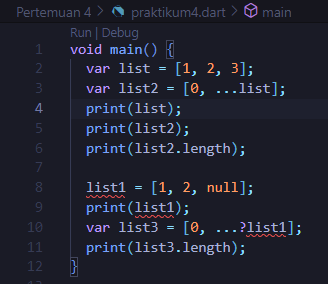 Pertemuan 4 > praktikum4.dart > main
Run | Debug
1 void main() {
2 var list = [1, 2, 3];
3 var list2 = [0, ...list];
4 print(list);
5 print(list2);
6 print(list2.length);
7
8 list1 = [1, 2, null];
9 print(list1);
10 var list3 = [0, ...?list1];
11 print(list3.length);
12 }